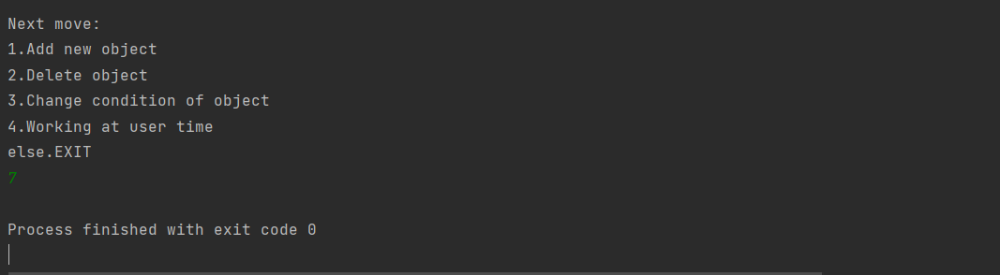 Next move:
1.Add new object
2.Delete object
3.Change condition of object
4.Working at user time
else.EXIT
7
Process finished with exit code 0